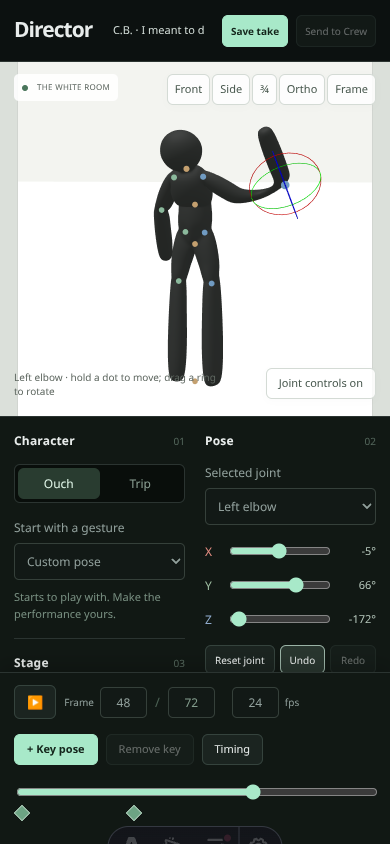 Director
C.B. · I meant to d
Save take
Send to Crew
THE WHITE ROOM
Front
Side
¾
Ortho
Frame
Left elbow · hold a dot to move; drag a ring
to rotate
Joint controls on
Character
01
Ouch
Trip
Start with a gesture
Custom pose
Starts to play with. Make the
performance yours.
Stage
03
Pose
02
Selected joint
Left elbow
X
-5°
Y
66°
Z
-172°
Reset joint
Undo
Redo
Frame
48
/
72
24
fps
+ Key pose
Remove key
Timing